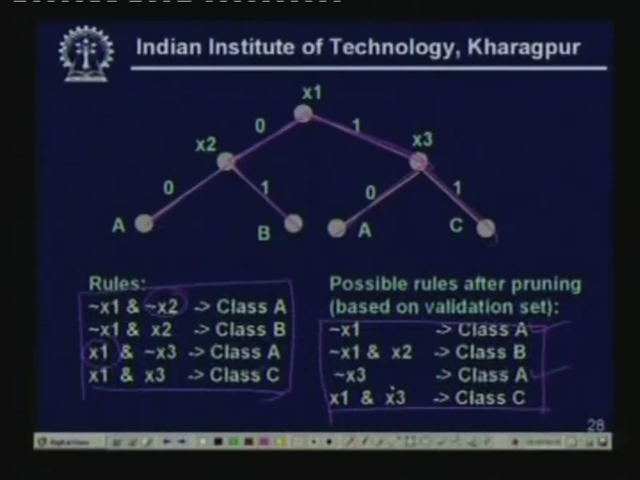 Indian Institute of Technology, Kharagpur
x1
0 1
x2 x3
0 1 0 1
A B A C
Rules:
~x1 & ~x2 -> Class A
~x1 & x2 -> Class B
x1 & ~x3 -> Class A
x1 & x3 -> Class C
Possible rules after pruning
(based on validation set):
~x1 -> Class A
~x1 & x2 -> Class B
~x3 -> Class A
x1 & x3 -> Class C
28